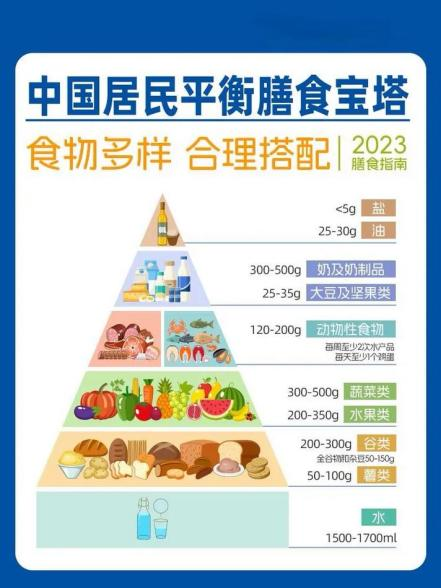 中国居民平衡膳食宝塔
食物多样 合理搭配
2023
膳食指南
<5g 盐
25-30g 油
300-500g 奶及奶制品
25-35g 大豆及坚果类
120-200g 动物性食物
每周至少2次水产品
每天至少1个鸡蛋
300-500g 蔬菜类
200-350g 水果类
200-300g 谷类
全谷物和杂豆50-150g
50-100g 薯类
水
1500-1700ml